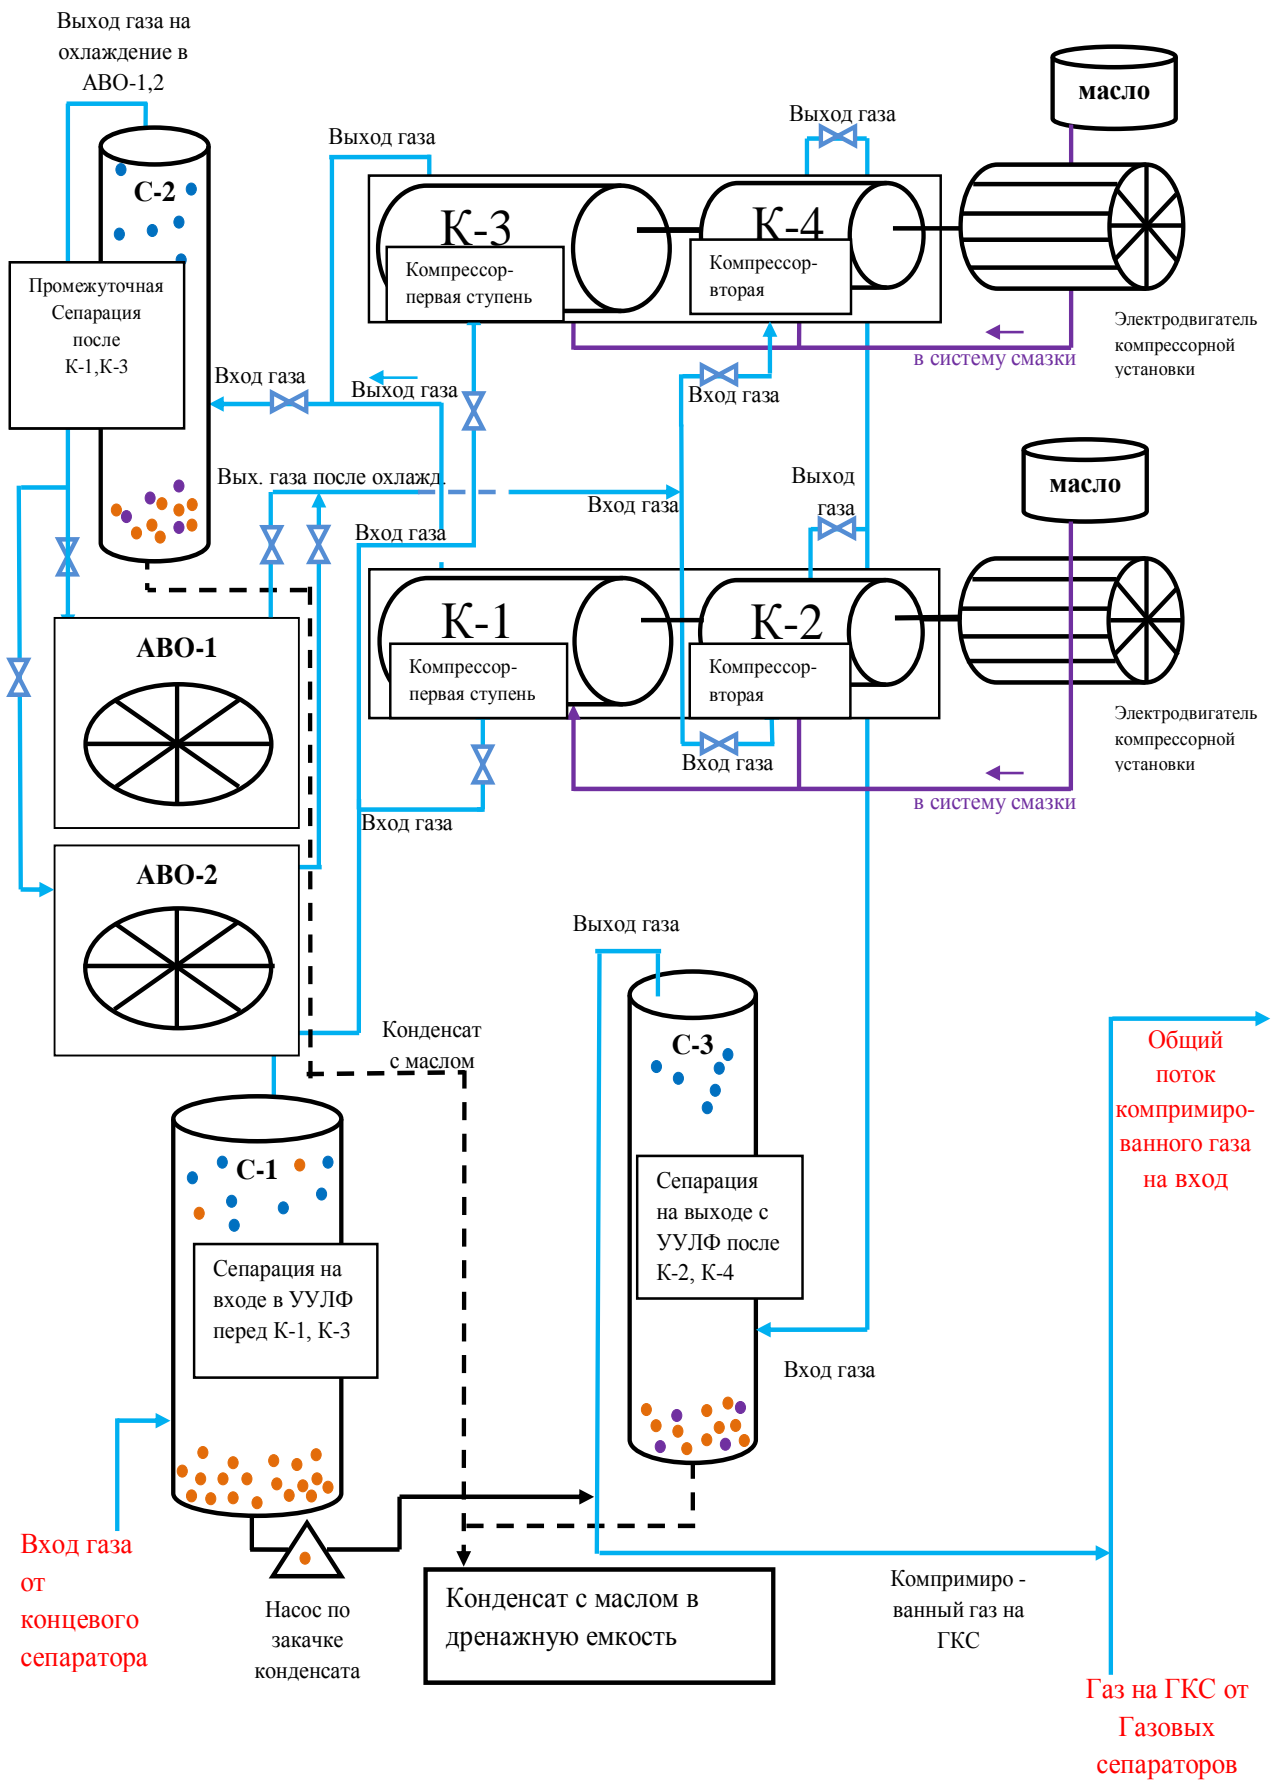 Выход газа на
охлаждение в
АВО-1,2
С-2
Промежуточная
Сепарация
после
К-1,К-3
Выход газа
Выход газа
масло
К-3
Компрессор-
первая ступень
К-4
Компрессор-
вторая
Электродвигатель
компрессорной
установки
в систему смазки
Вход газа
Выход газа
Вход газа
Вых. газа после охлажд.
Вход газа
Вход газа
Выход
газа
масло
К-1
Компрессор-
первая ступень
К-2
Компрессор-
вторая
Электродвигатель
компрессорной
установки
в систему смазки
Вход газа
Вход газа
АВО-1
АВО-2
Выход газа
Конденсат
с маслом
С-3
Сепарация
на выходе с
УУЛФ после
К-2, К-4
Вход газа
Общий
поток
компримиро-
ванного газа
на вход
С-1
Сепарация на
входе в УУЛФ
перед К-1, К-3
Вход газа
от
концевого
сепаратора
Насос по
закачке
конденсата
Конденсат с маслом в
дренажную емкость
Компримиро -
ванный газ на
ГКС
Газ на ГКС от
Газовых
сепараторов